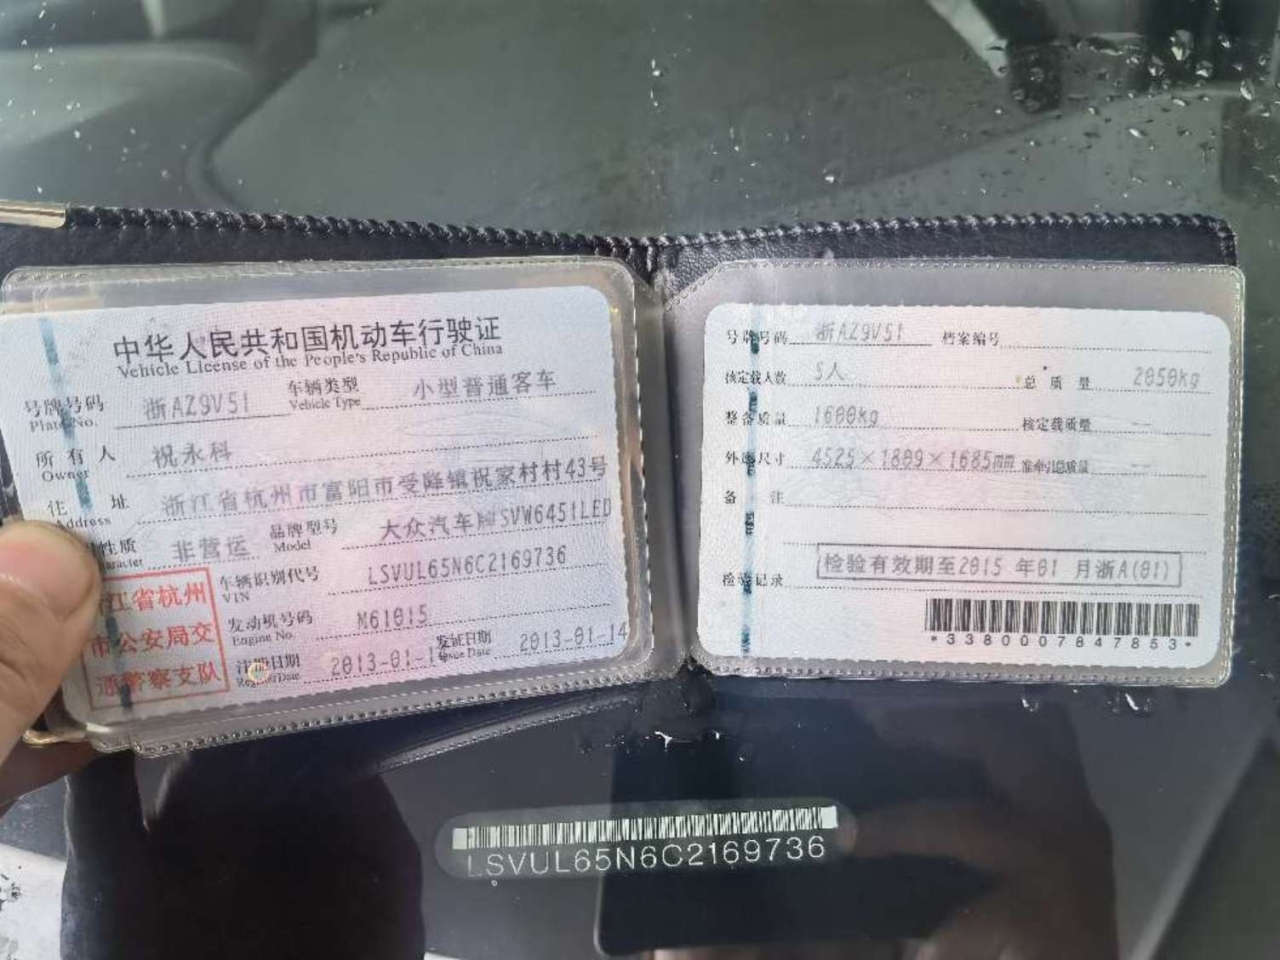 中华人民共和国机动车行驶证
Vehicle License of the People's Republic of China
号牌号码 浙AZ9V51 车辆类型 小型普通客车
Plate No. Vehicle Type
所有人 祝永科
Owner
住址 浙江省杭州市富阳市受降镇祝家村村43号
Address
性质 非营运 品牌型号 大众汽车牌SVW6451LED
aracter Model
江省杭州
市公安局交
通警察支队
车辆识别代号 LSVUL65N6C2169736
VIN
发动机号码 M61015
Engine No.
注册日期 2013-01-1 发证日期 2013-01-14
Register Date Issue Date
号牌号码 浙AZ9V51 档案编号
核定载人数 5人 总质量 2050kg
整备质量 1600kg 核定载质量 --
外廓尺寸 4525×1809×1685mm 准牵引总质量 --
备注
检验记录 检验有效期至2015 年01 月浙A(01)
*3380007847853*
LSVUL65N6C2169736